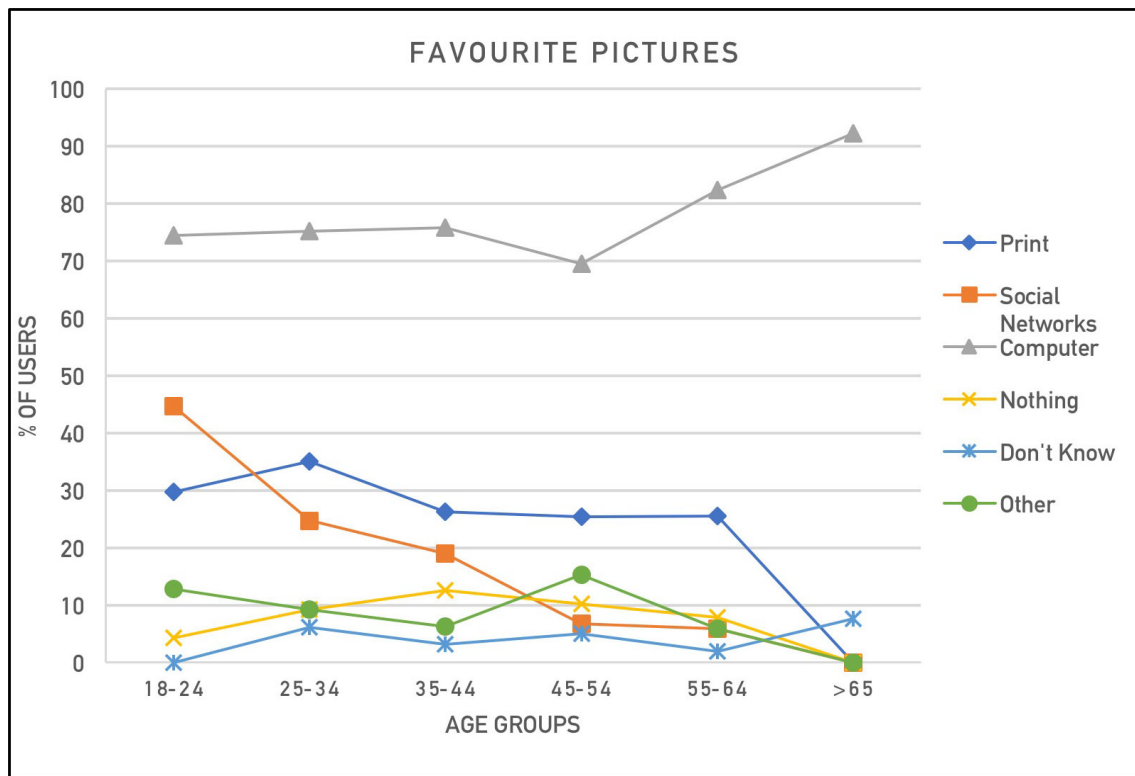 FAVOURITE PICTURES
100
90
80
70
60
50
40
30
20
10
0
% OF USERS
18-24 25-34 35-44 45-54 55-64 >65
AGE GROUPS
Print
Social
Networks
Computer
Nothing
Don't Know
Other